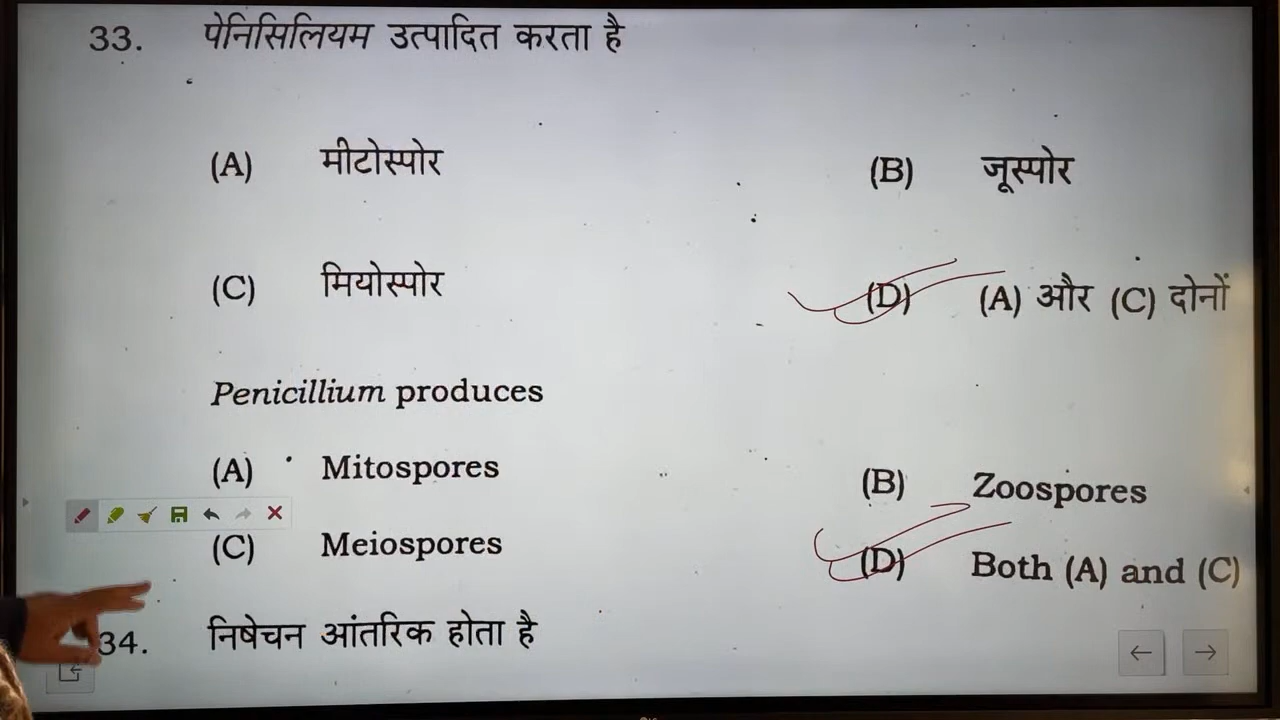 33. पेनिसिलियम उत्पादित करता है
(A) मीटोस्पोर (B) जूस्पोर
(C) मियोस्पोर (D) (A) और (C) दोनों
Penicillium produces
(A) Mitospores (B) Zoospores
(C) Meiospores (D) Both (A) and (C)
34. निषेचन आंतरिक होता है